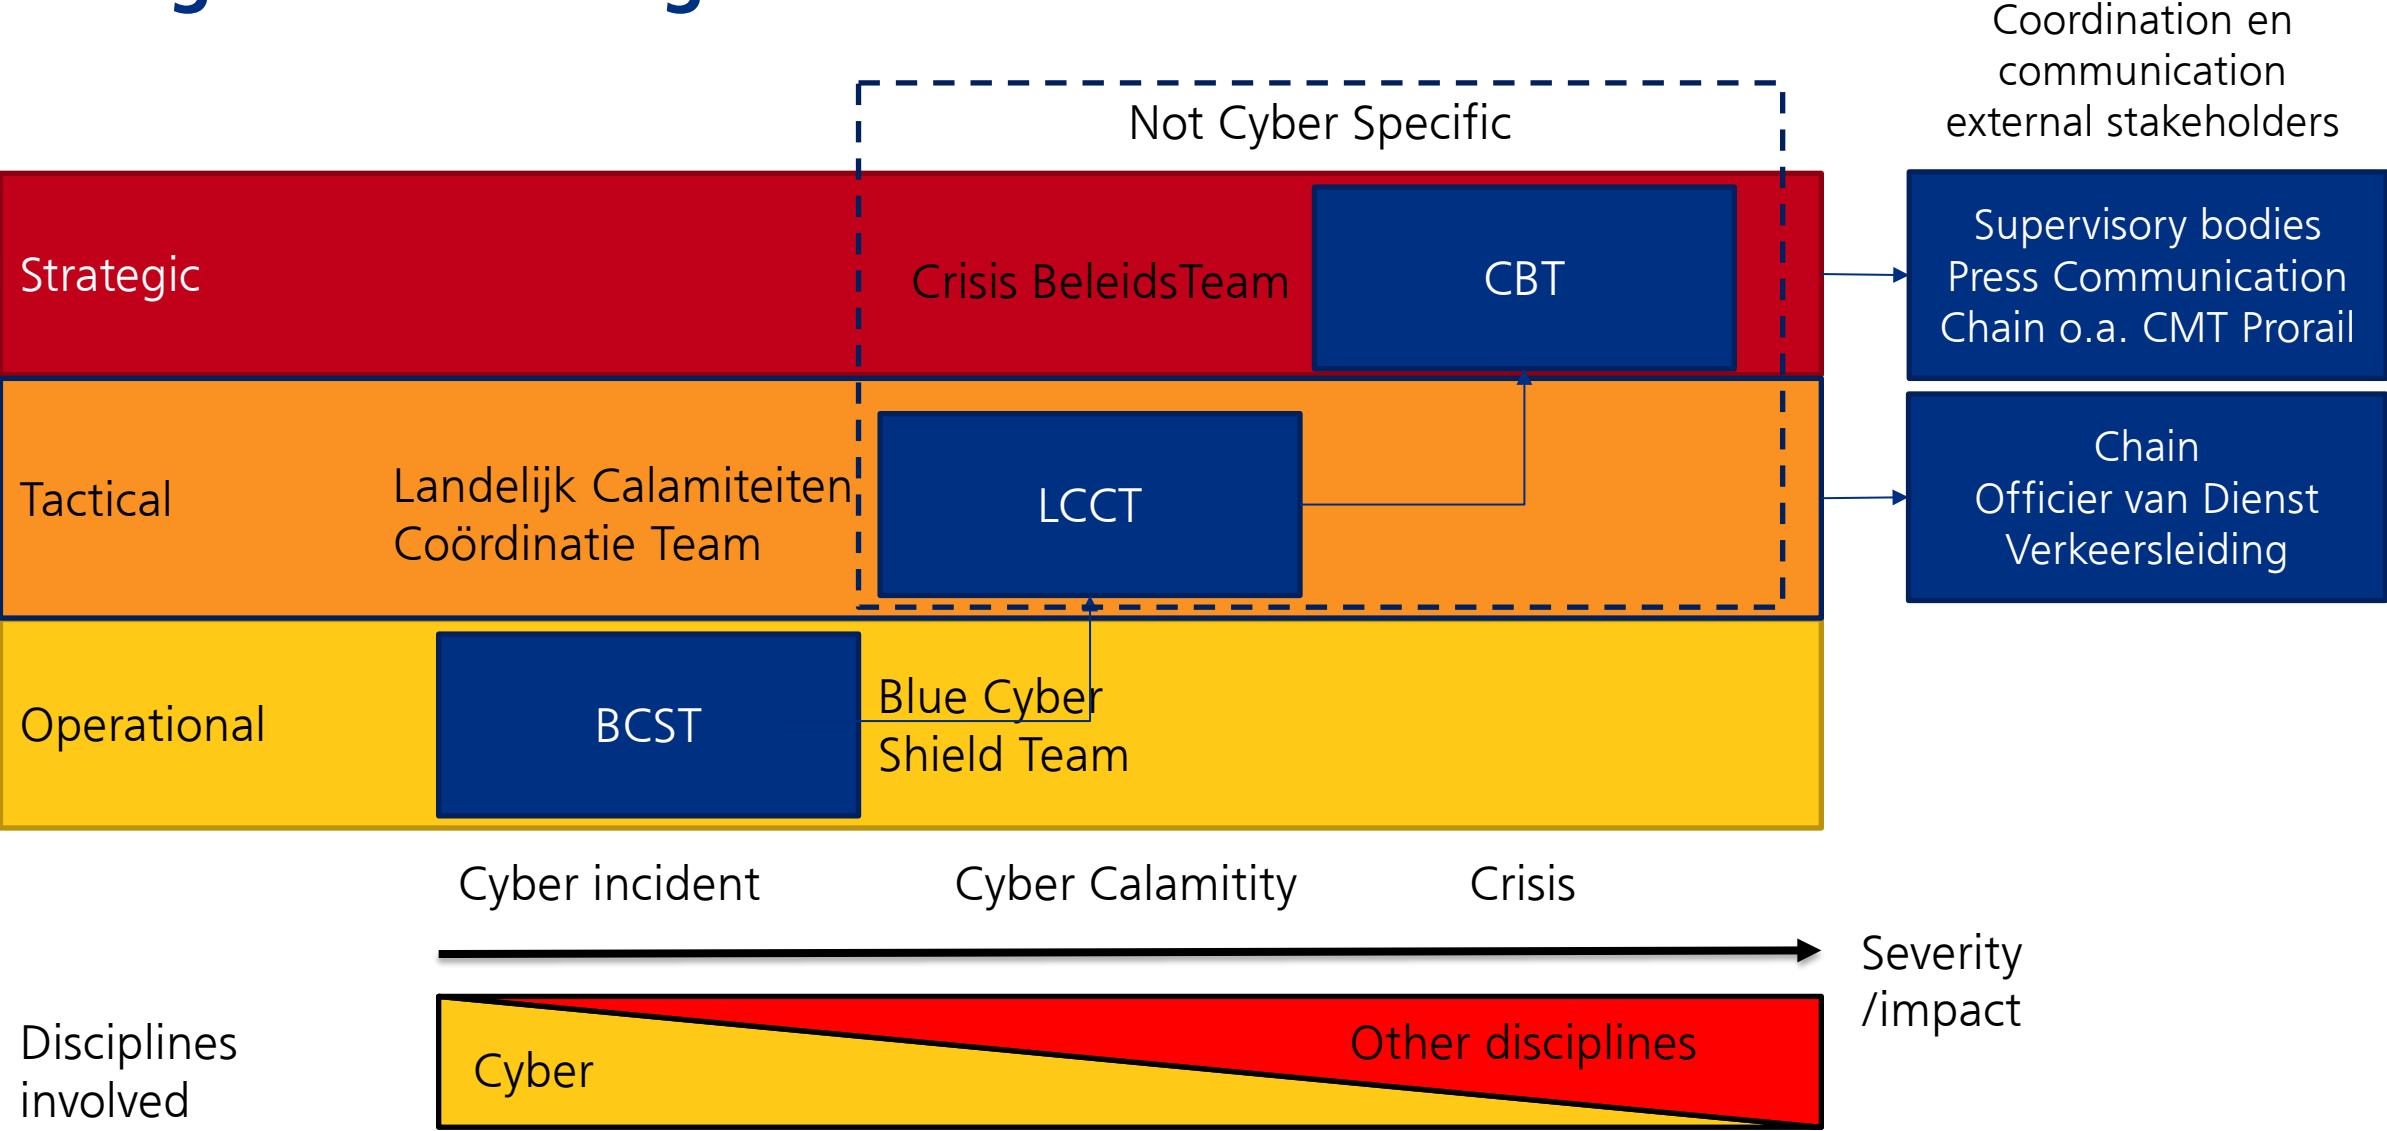 Coordination en
communication
external stakeholders
Not Cyber Specific
Strategic
Crisis BeleidsTeam
CBT
Supervisory bodies
Press Communication
Chain o.a. CMT Prorail
Tactical
Landelijk Calamiteiten
Coördinatie Team
LCCT
Chain
Officier van Dienst
Verkeersleiding
Operational
BCST
Blue Cyber
Shield Team
Cyber incident
Cyber Calamitity
Crisis
Severity
/impact
Disciplines
involved
Cyber
Other disciplines